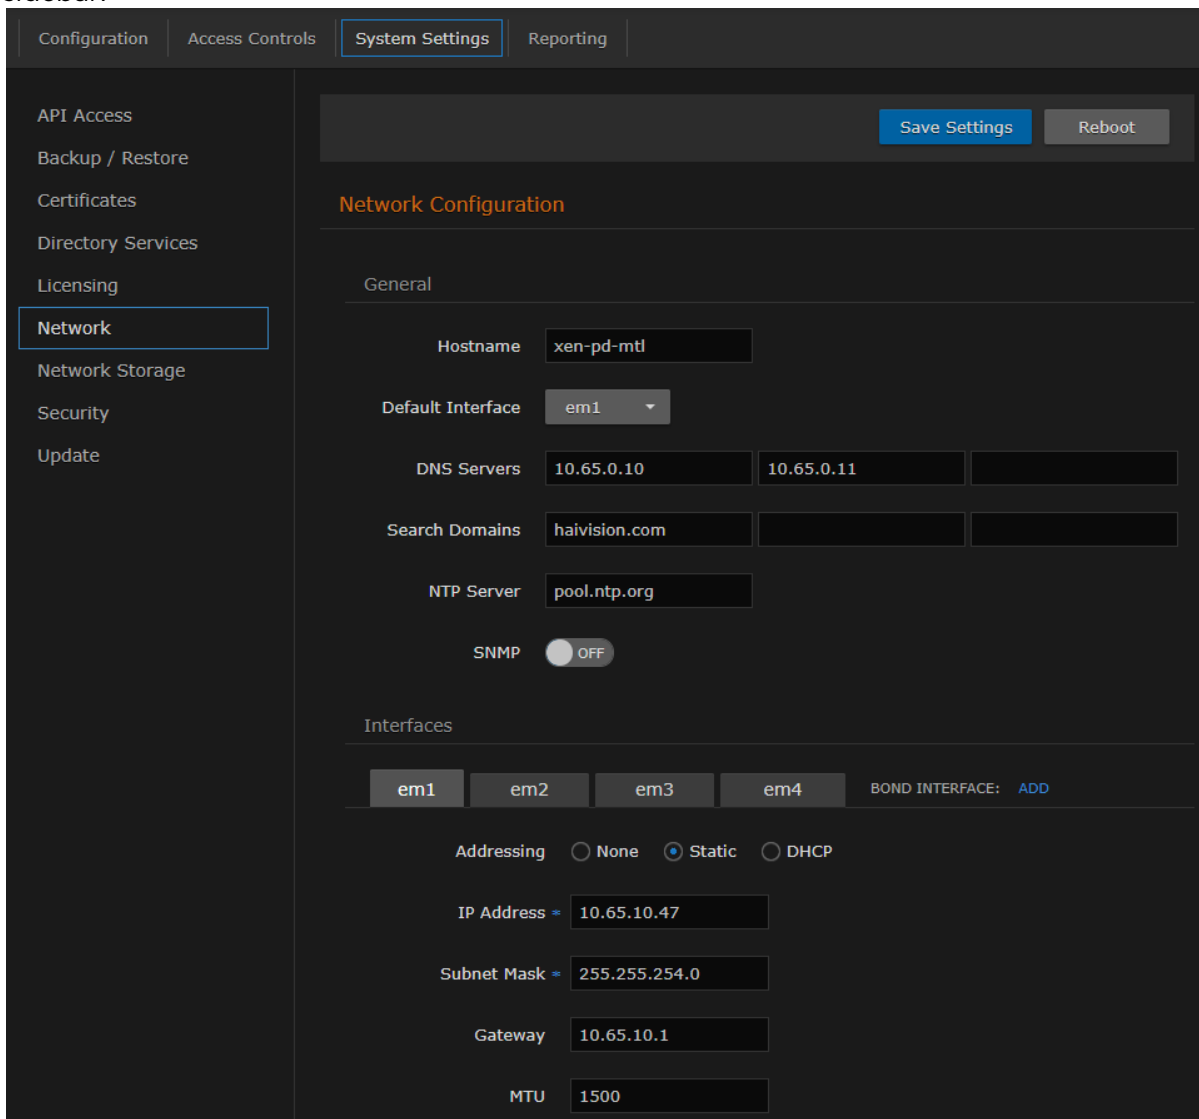 Configuration Access Controls System Settings Reporting
API Access
Backup / Restore
Certificates
Directory Services
Licensing
Network
Network Storage
Security
Update
Save Settings Reboot
Network Configuration
General
Hostname xen-pd-mtl
Default Interface em1
DNS Servers 10.65.0.10 10.65.0.11
Search Domains haivision.com
NTP Server pool.ntp.org
SNMP OFF
Interfaces
em1 em2 em3 em4 BOND INTERFACE: ADD
Addressing None Static DHCP
IP Address * 10.65.10.47
Subnet Mask * 255.255.254.0
Gateway 10.65.10.1
MTU 1500